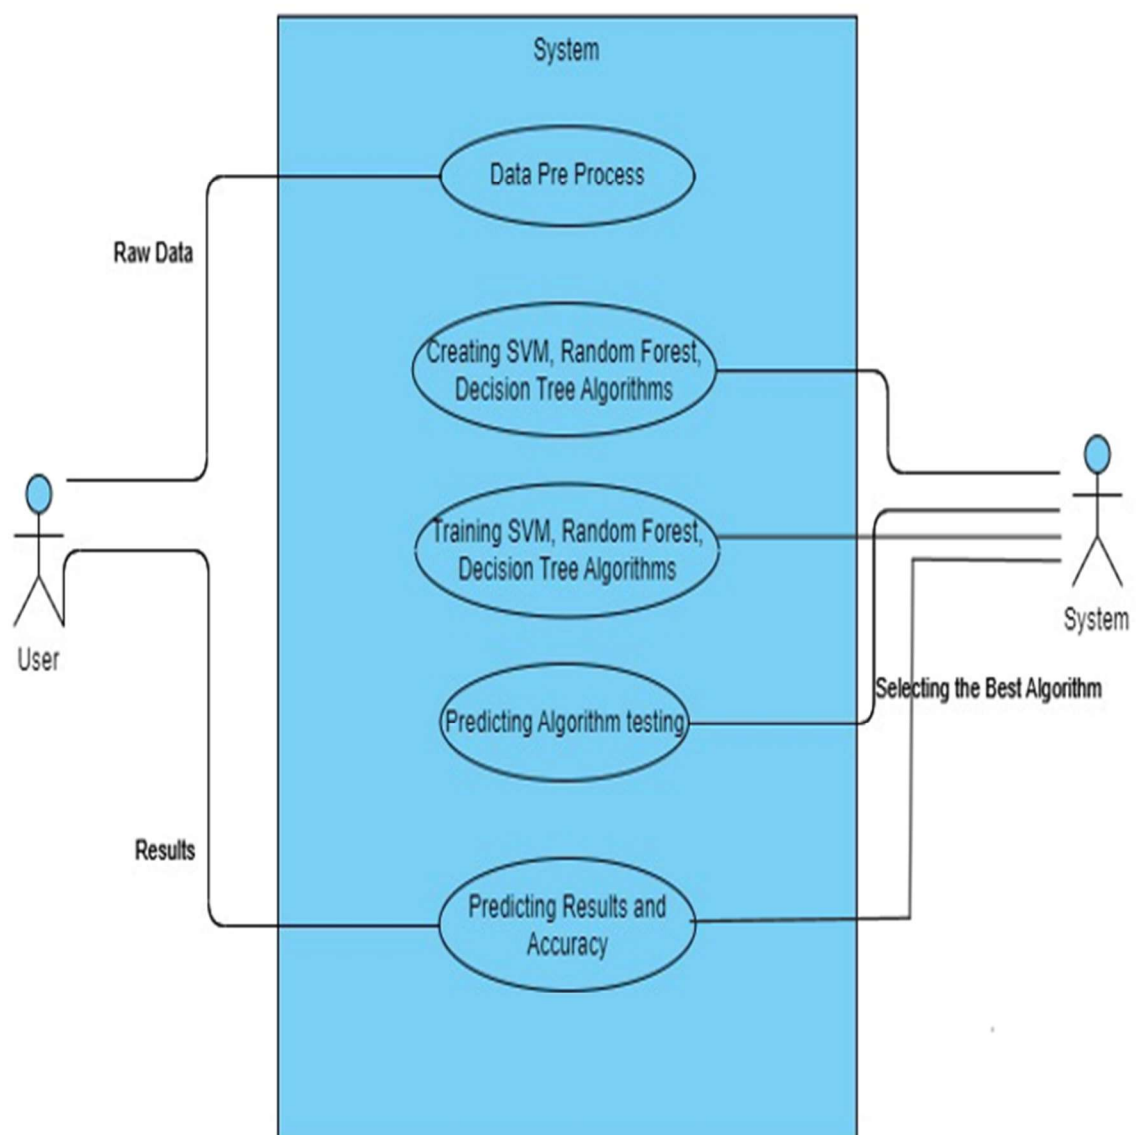 System
Data Pre Process
Raw Data
Creating SVM, Random Forest,
Decision Tree Algorithms
Training SVM, Random Forest,
Decision Tree Algorithms
User
System
Selecting the Best Algorithm
Predicting Algorithm testing
Results
Predicting Results and
Accuracy